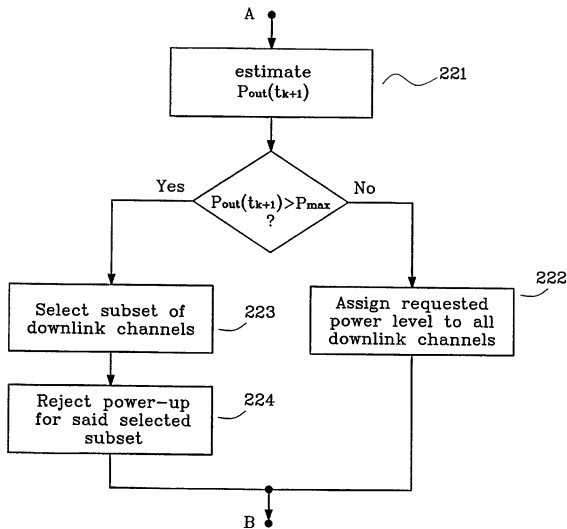 A
estimate
Pout(tk+1)
221
Yes
Pout(tk+1)>Pmax
?
No
Select subset of
downlink channels
223
Assign requested
power level to all
downlink channels
222
Reject power-up
for said selected
subset
224
B